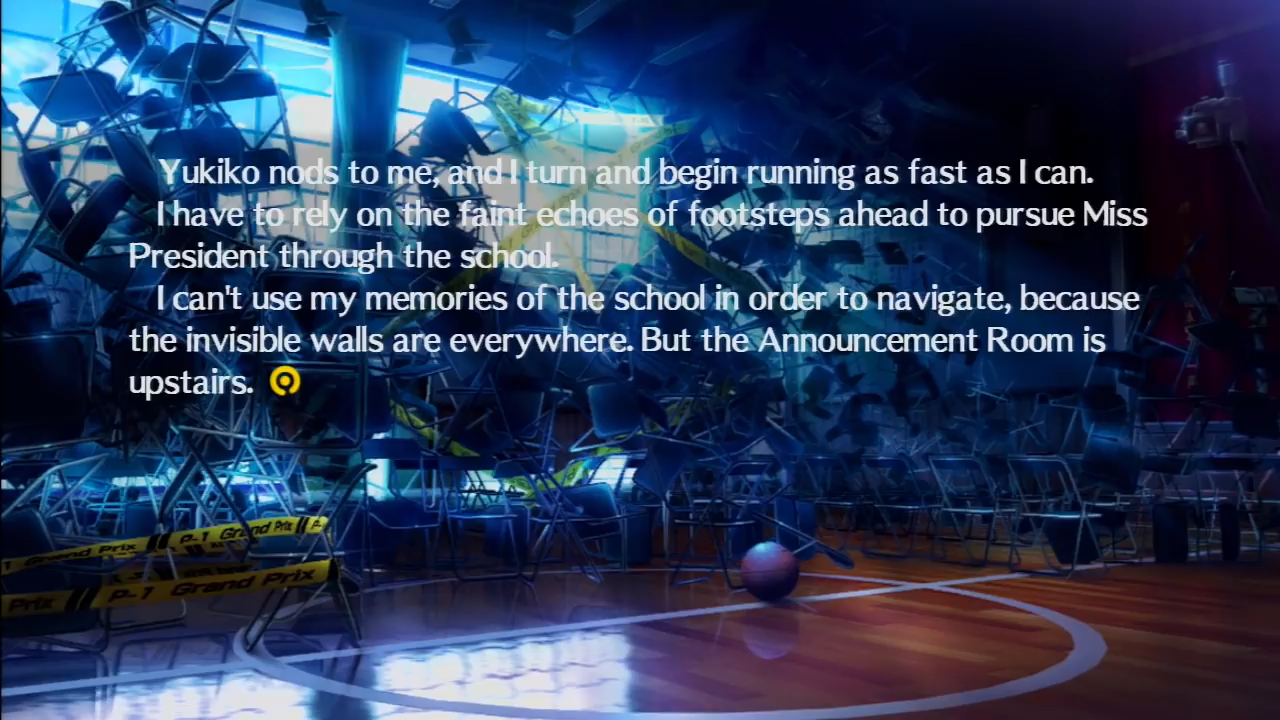 Yukiko nods to me, and I turn and begin running as fast as I can.
I have to rely on the faint echoes of footsteps ahead to pursue Miss
President through the school.
I can't use my memories of the school in order to navigate, because
the invisible walls are everywhere. But the Announcement Room is
upstairs.
Grand Prix P-1 Grand Prix P-
Prix P-1 Grand Prix